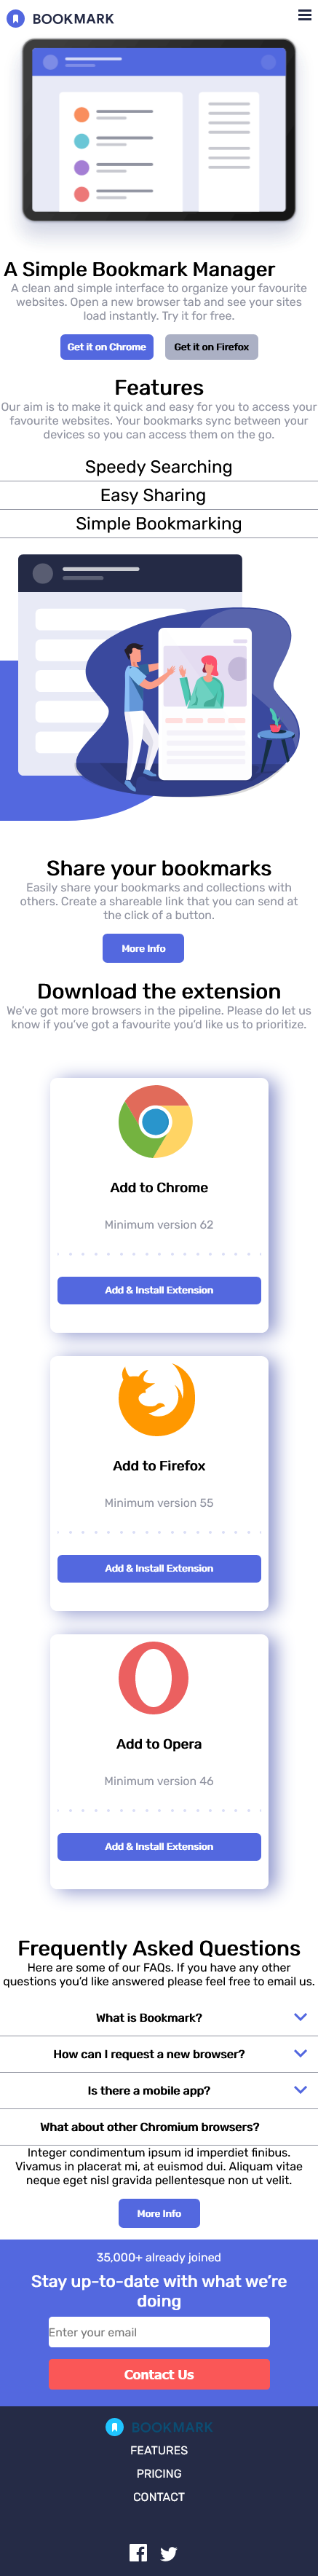 BOOKMARK
A Simple Bookmark Manager
A clean and simple interface to organize your favourite
websites. Open a new browser tab and see your sites
load instantly. Try it for free.
Get it on Chrome
Get it on Firefox
Features
Our aim is to make it quick and easy for you to access your
favourite websites. Your bookmarks sync between your
devices so you can access them on the go.
Speedy Searching
Easy Sharing
Simple Bookmarking
Share your bookmarks
Easily share your bookmarks and collections with
others. Create a shareable link that you can send at
the click of a button.
More Info
Download the extension
We've got more browsers in the pipeline. Please do let us
know if you've got a favourite you'd like us to prioritize.
Add to Chrome
Minimum version 62
Add & Install Extension
Add to Firefox
Minimum version 55
Add & Install Extension
Add to Opera
Minimum version 46
Add & Install Extension
Frequently Asked Questions
Here are some of our FAQs. If you have any other
questions you'd like answered please feel free to email us.
What is Bookmark?
How can I request a new browser?
Is there a mobile app?
What about other Chromium browsers?
Integer condimentum ipsum id imperdiet finibus.
Vivamus in placerat mi, at euismod dui. Aliquam vitae
neque eget nisl gravida pellentesque non ut velit.
More Info
35,000+ already joined
Stay up-to-date with what we're
doing
Enter your email
Contact Us
BOOKMARK
FEATURES
PRICING
CONTACT